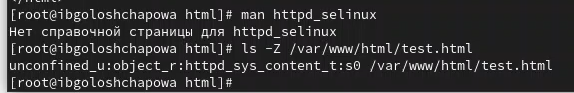 [root@ibgoloshchapowa html]# man httpd_selinux
Нет справочной страницы для httpd_selinux
[root@ibgoloshchapowa html]# ls -Z /var/www/html/test.html
unconfined_u:object_r:httpd_sys_content_t:s0 /var/www/html/test.html
[root@ibgoloshchapowa html]#